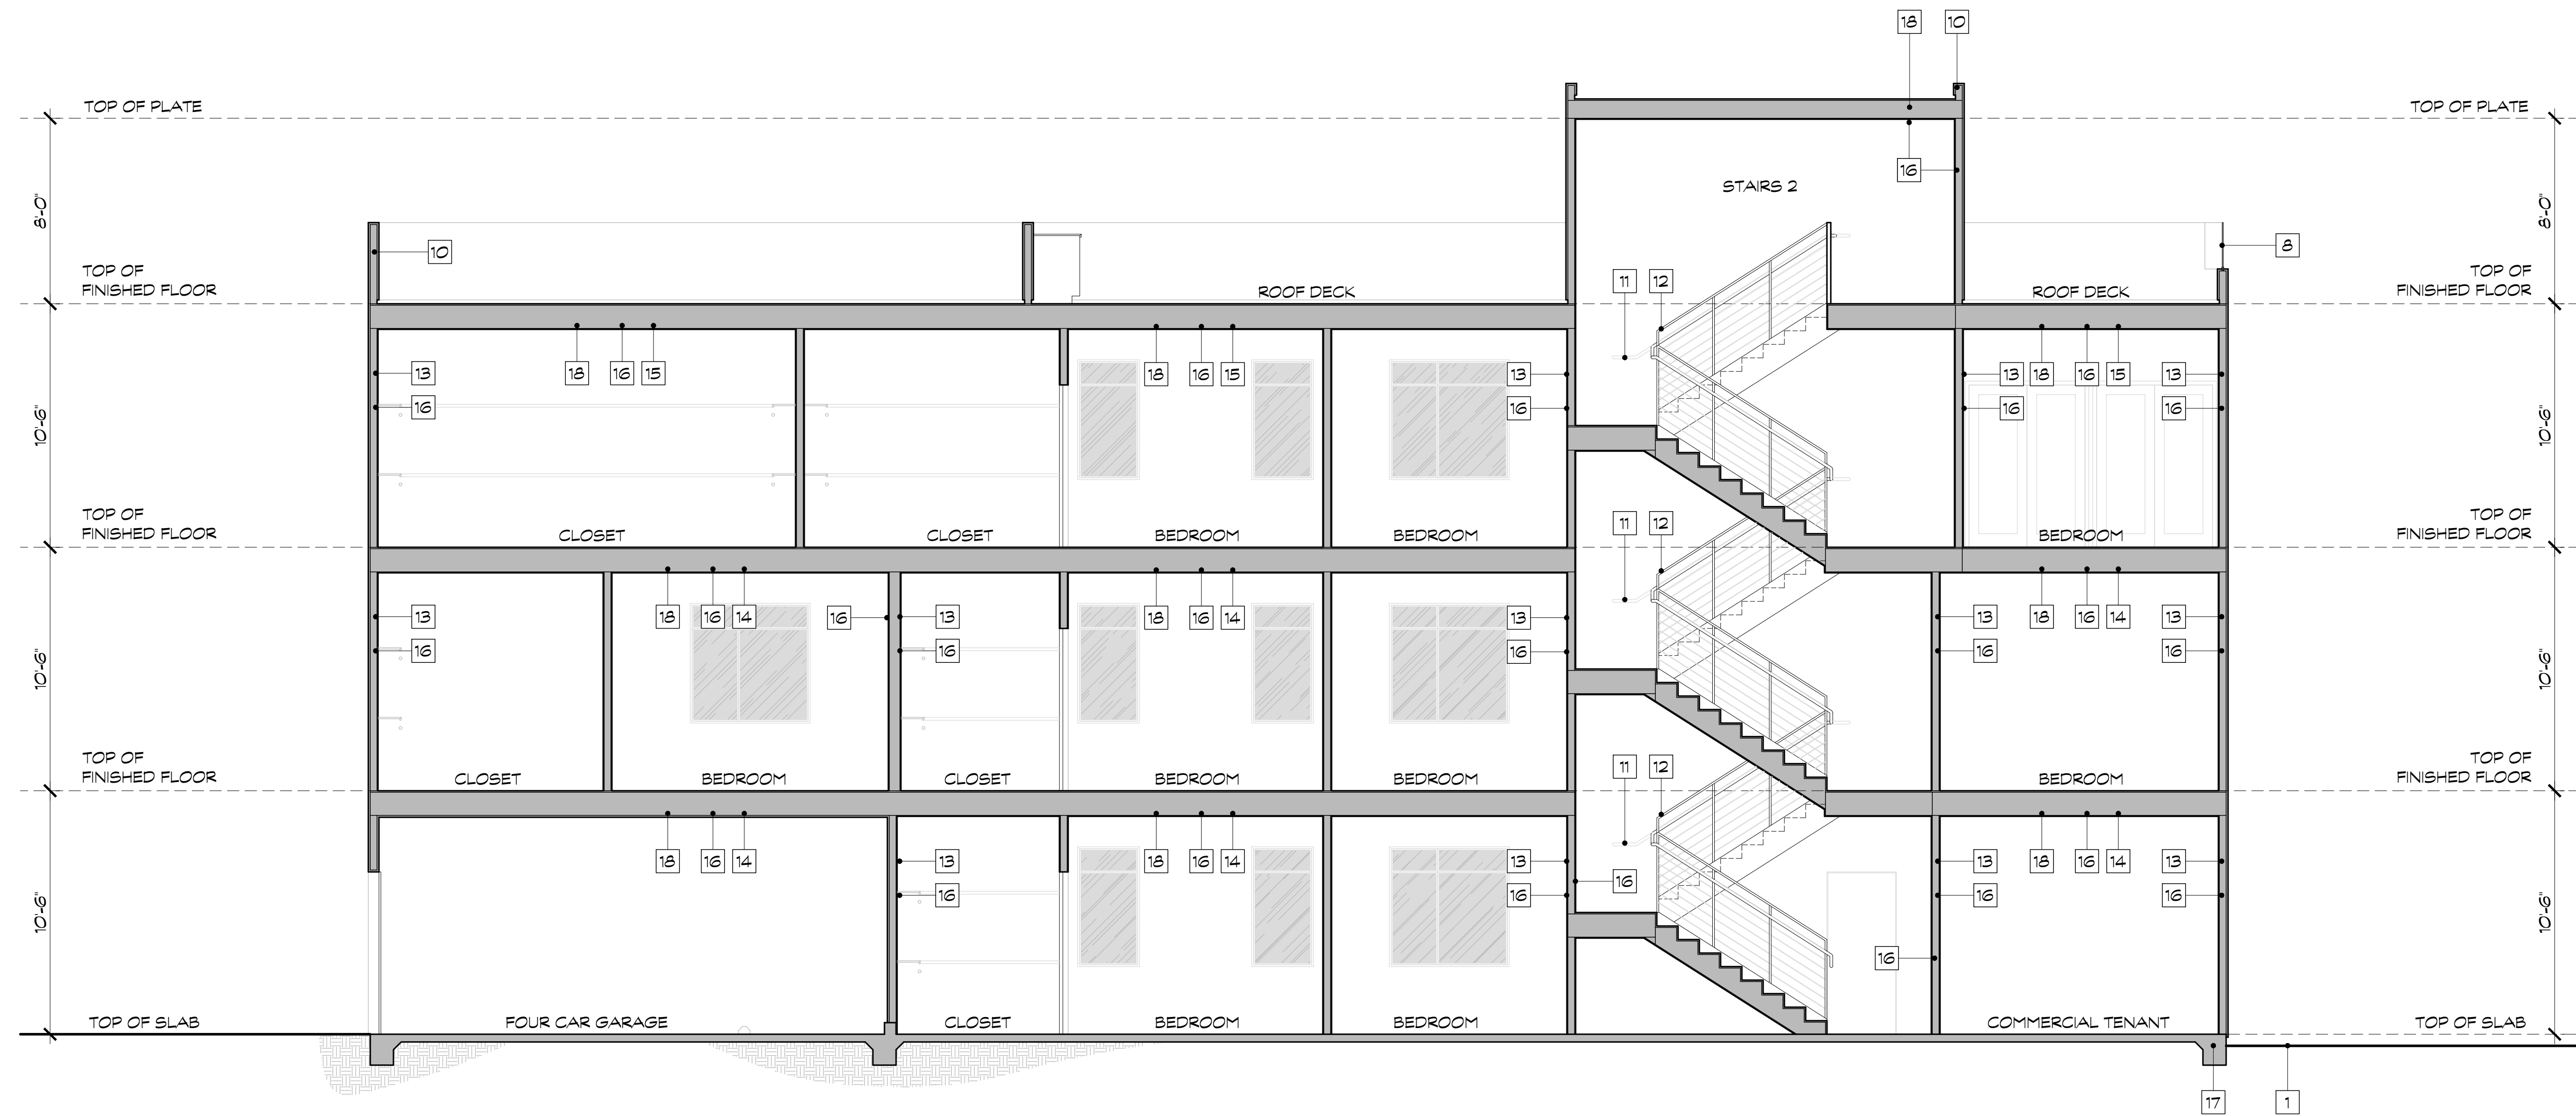 18 10
TOP OF PLATE
TOP OF PLATE
16
STAIRS 2
8'-0"
8'-0"
10
8
TOP OF
FINISHED FLOOR
ROOF DECK
11 12
ROOF DECK
TOP OF
FINISHED FLOOR
13 18 16 15 18 16 15 13 13 18 16 15 13
16 16 16 16
10'-6"
10'-6"
TOP OF
FINISHED FLOOR
CLOSET CLOSET BEDROOM BEDROOM
11 12
BEDROOM
TOP OF
FINISHED FLOOR
13 18 16 14 16 13 18 16 14 13 13 18 16 14 13
16 16 16 16 16
10'-6"
10'-6"
TOP OF
FINISHED FLOOR
CLOSET BEDROOM CLOSET BEDROOM BEDROOM
11 12
BEDROOM
TOP OF
FINISHED FLOOR
18 16 14 13 18 16 14 13 13 18 16 14 13
16 16 16 16 16
10'-6"
10'-6"
16
TOP OF SLAB
FOUR CAR GARAGE CLOSET BEDROOM BEDROOM COMMERCIAL TENANT
TOP OF SLAB
17 1